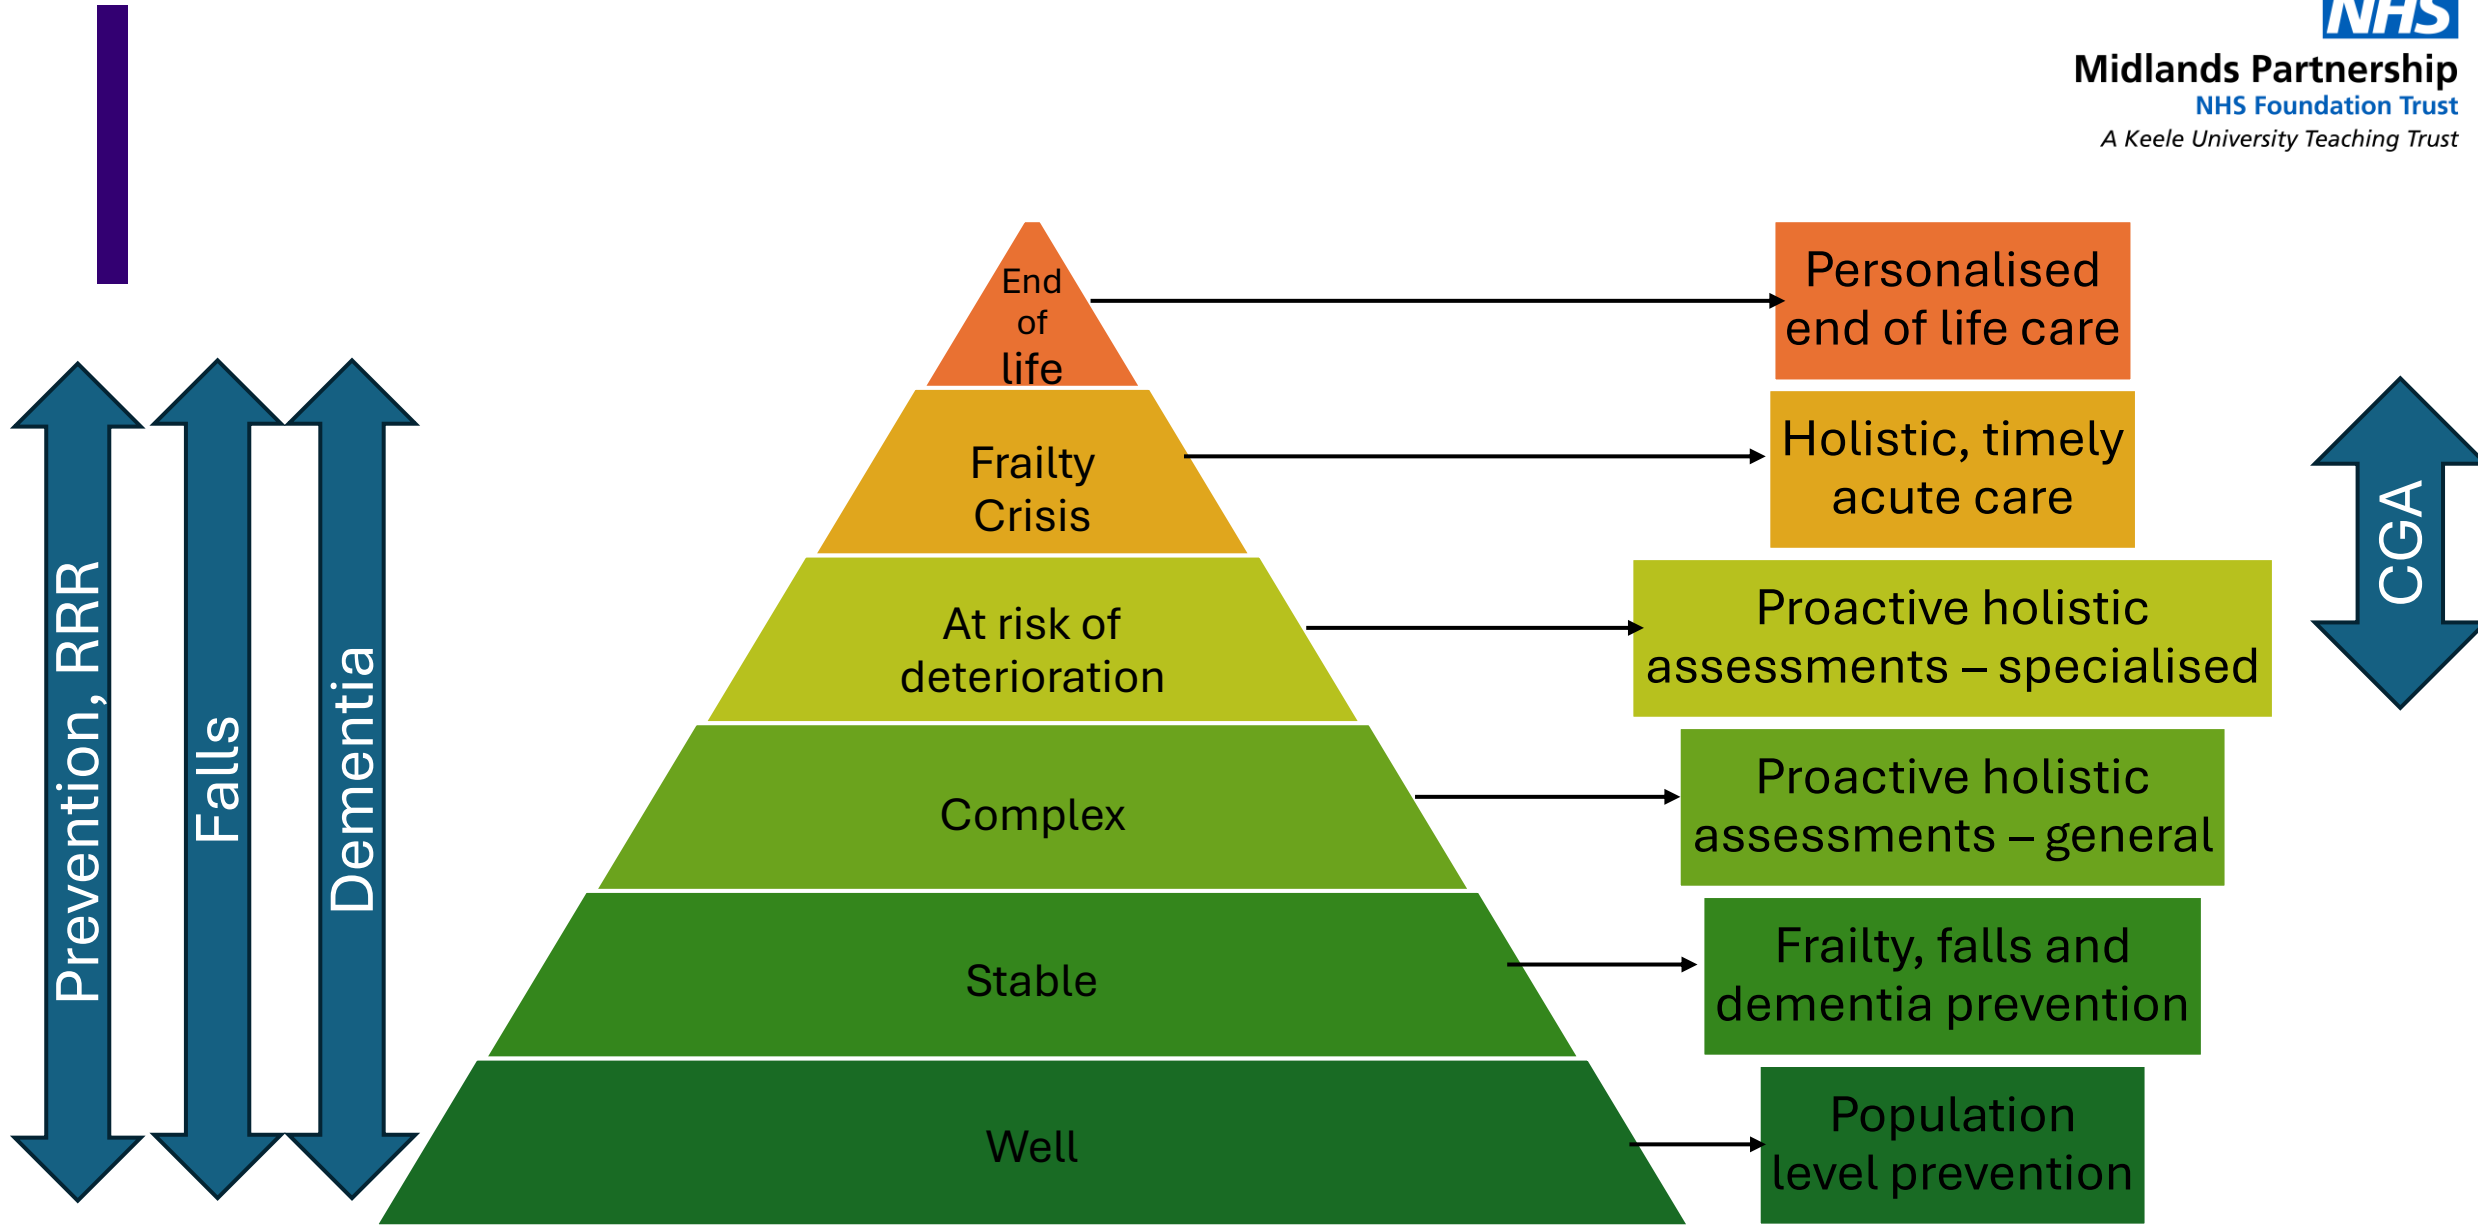 NHS
Midlands Partnership
NHS Foundation Trust
A Keele University Teaching Trust
Prevention, RRR
Falls
Dementia
End
of
life
Personalised
end of life care
Frailty
Crisis
Holistic, timely
acute care
At risk of
deterioration
Proactive holistic
assessments – specialised
CGA
Complex
Proactive holistic
assessments – general
Stable
Frailty, falls and
dementia prevention
Well
Population
level prevention